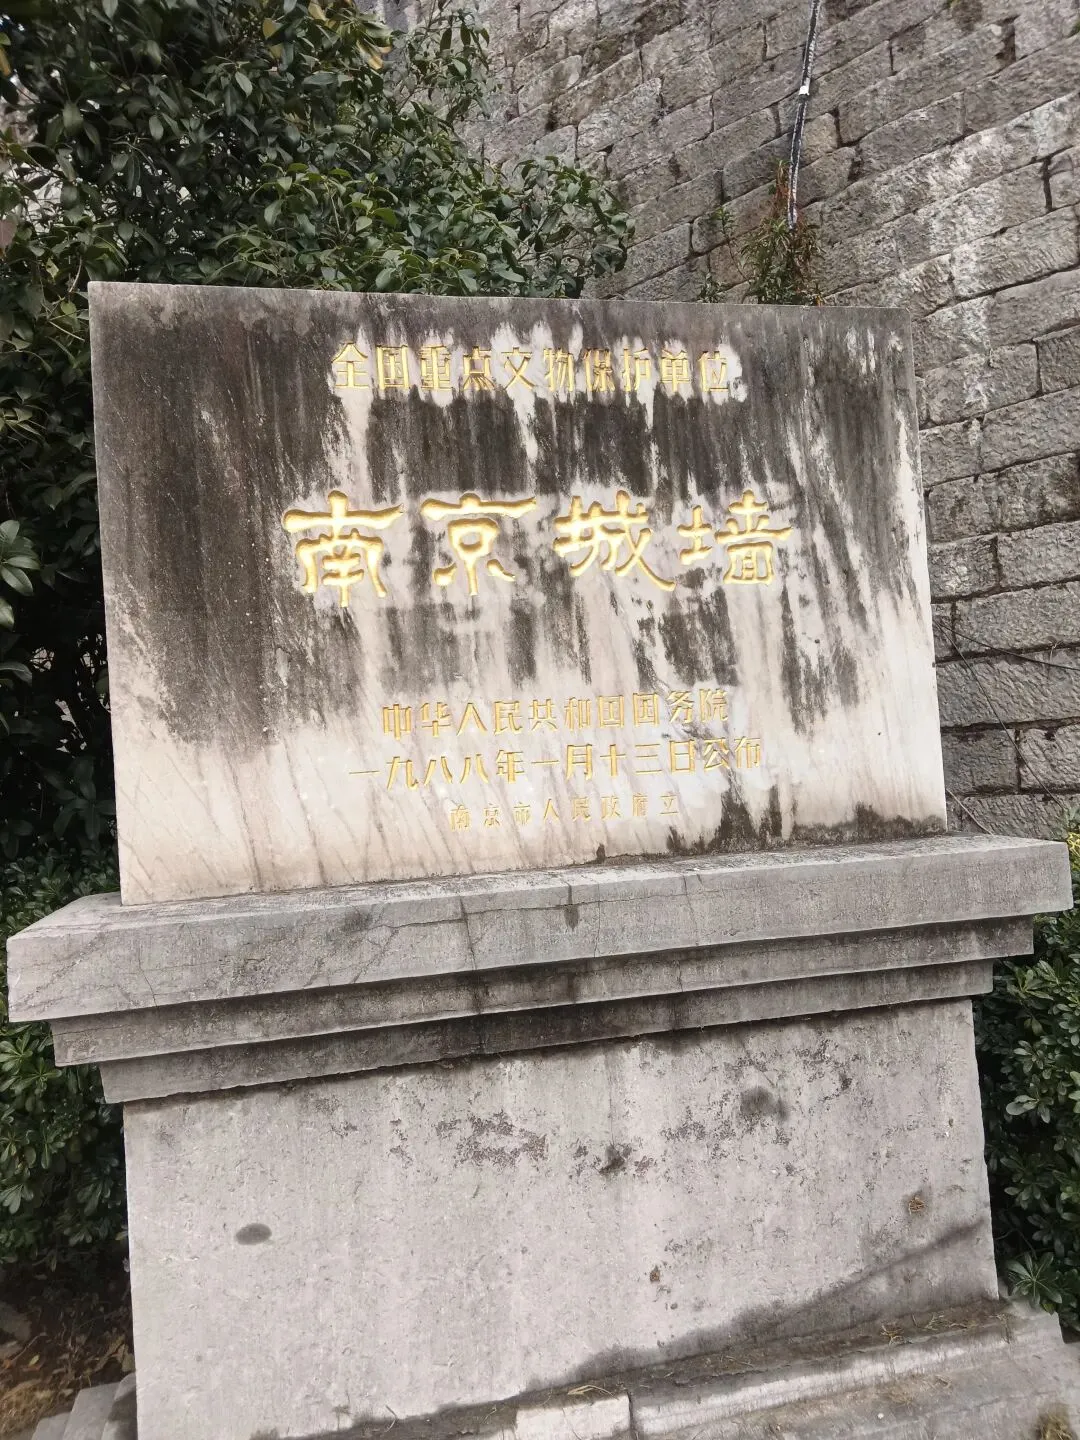 全国重点文物保护单位
南京城墙
中华人民共和国国务院
一九八八年一月十三日公布
南京市人民政府立